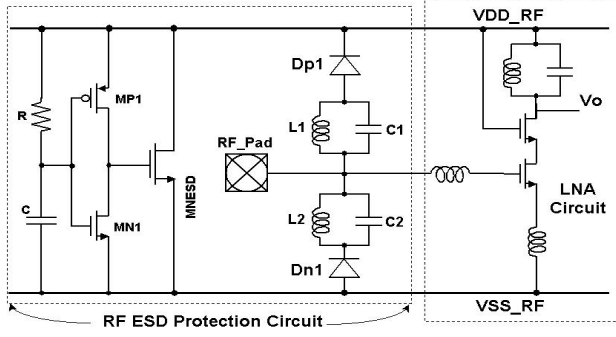 VDD_RF
Dp1
MP1
R
L1
C1
Vo
RF_Pad
MNESD
C
MN1
L2
C2
LNA
Circuit
Dn1
VSS_RF
RF ESD Protection Circuit